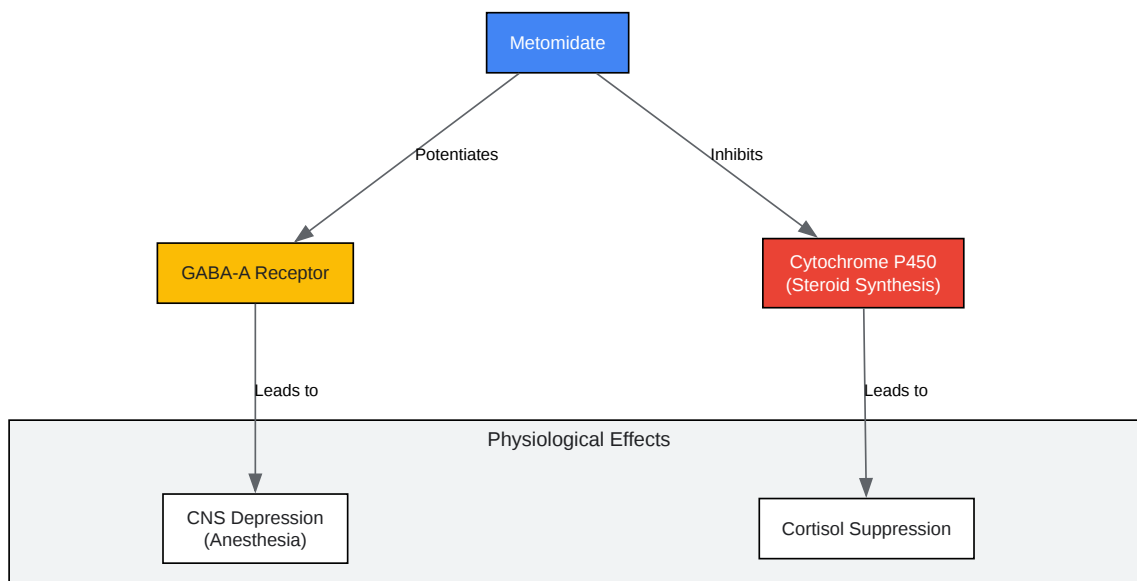 Metomidate
Potentiates
Inhibits
GABA-A Receptor
Cytochrome P450
(Steroid Synthesis)
Leads to
Leads to
Physiological Effects
CNS Depression
(Anesthesia)
Cortisol Suppression